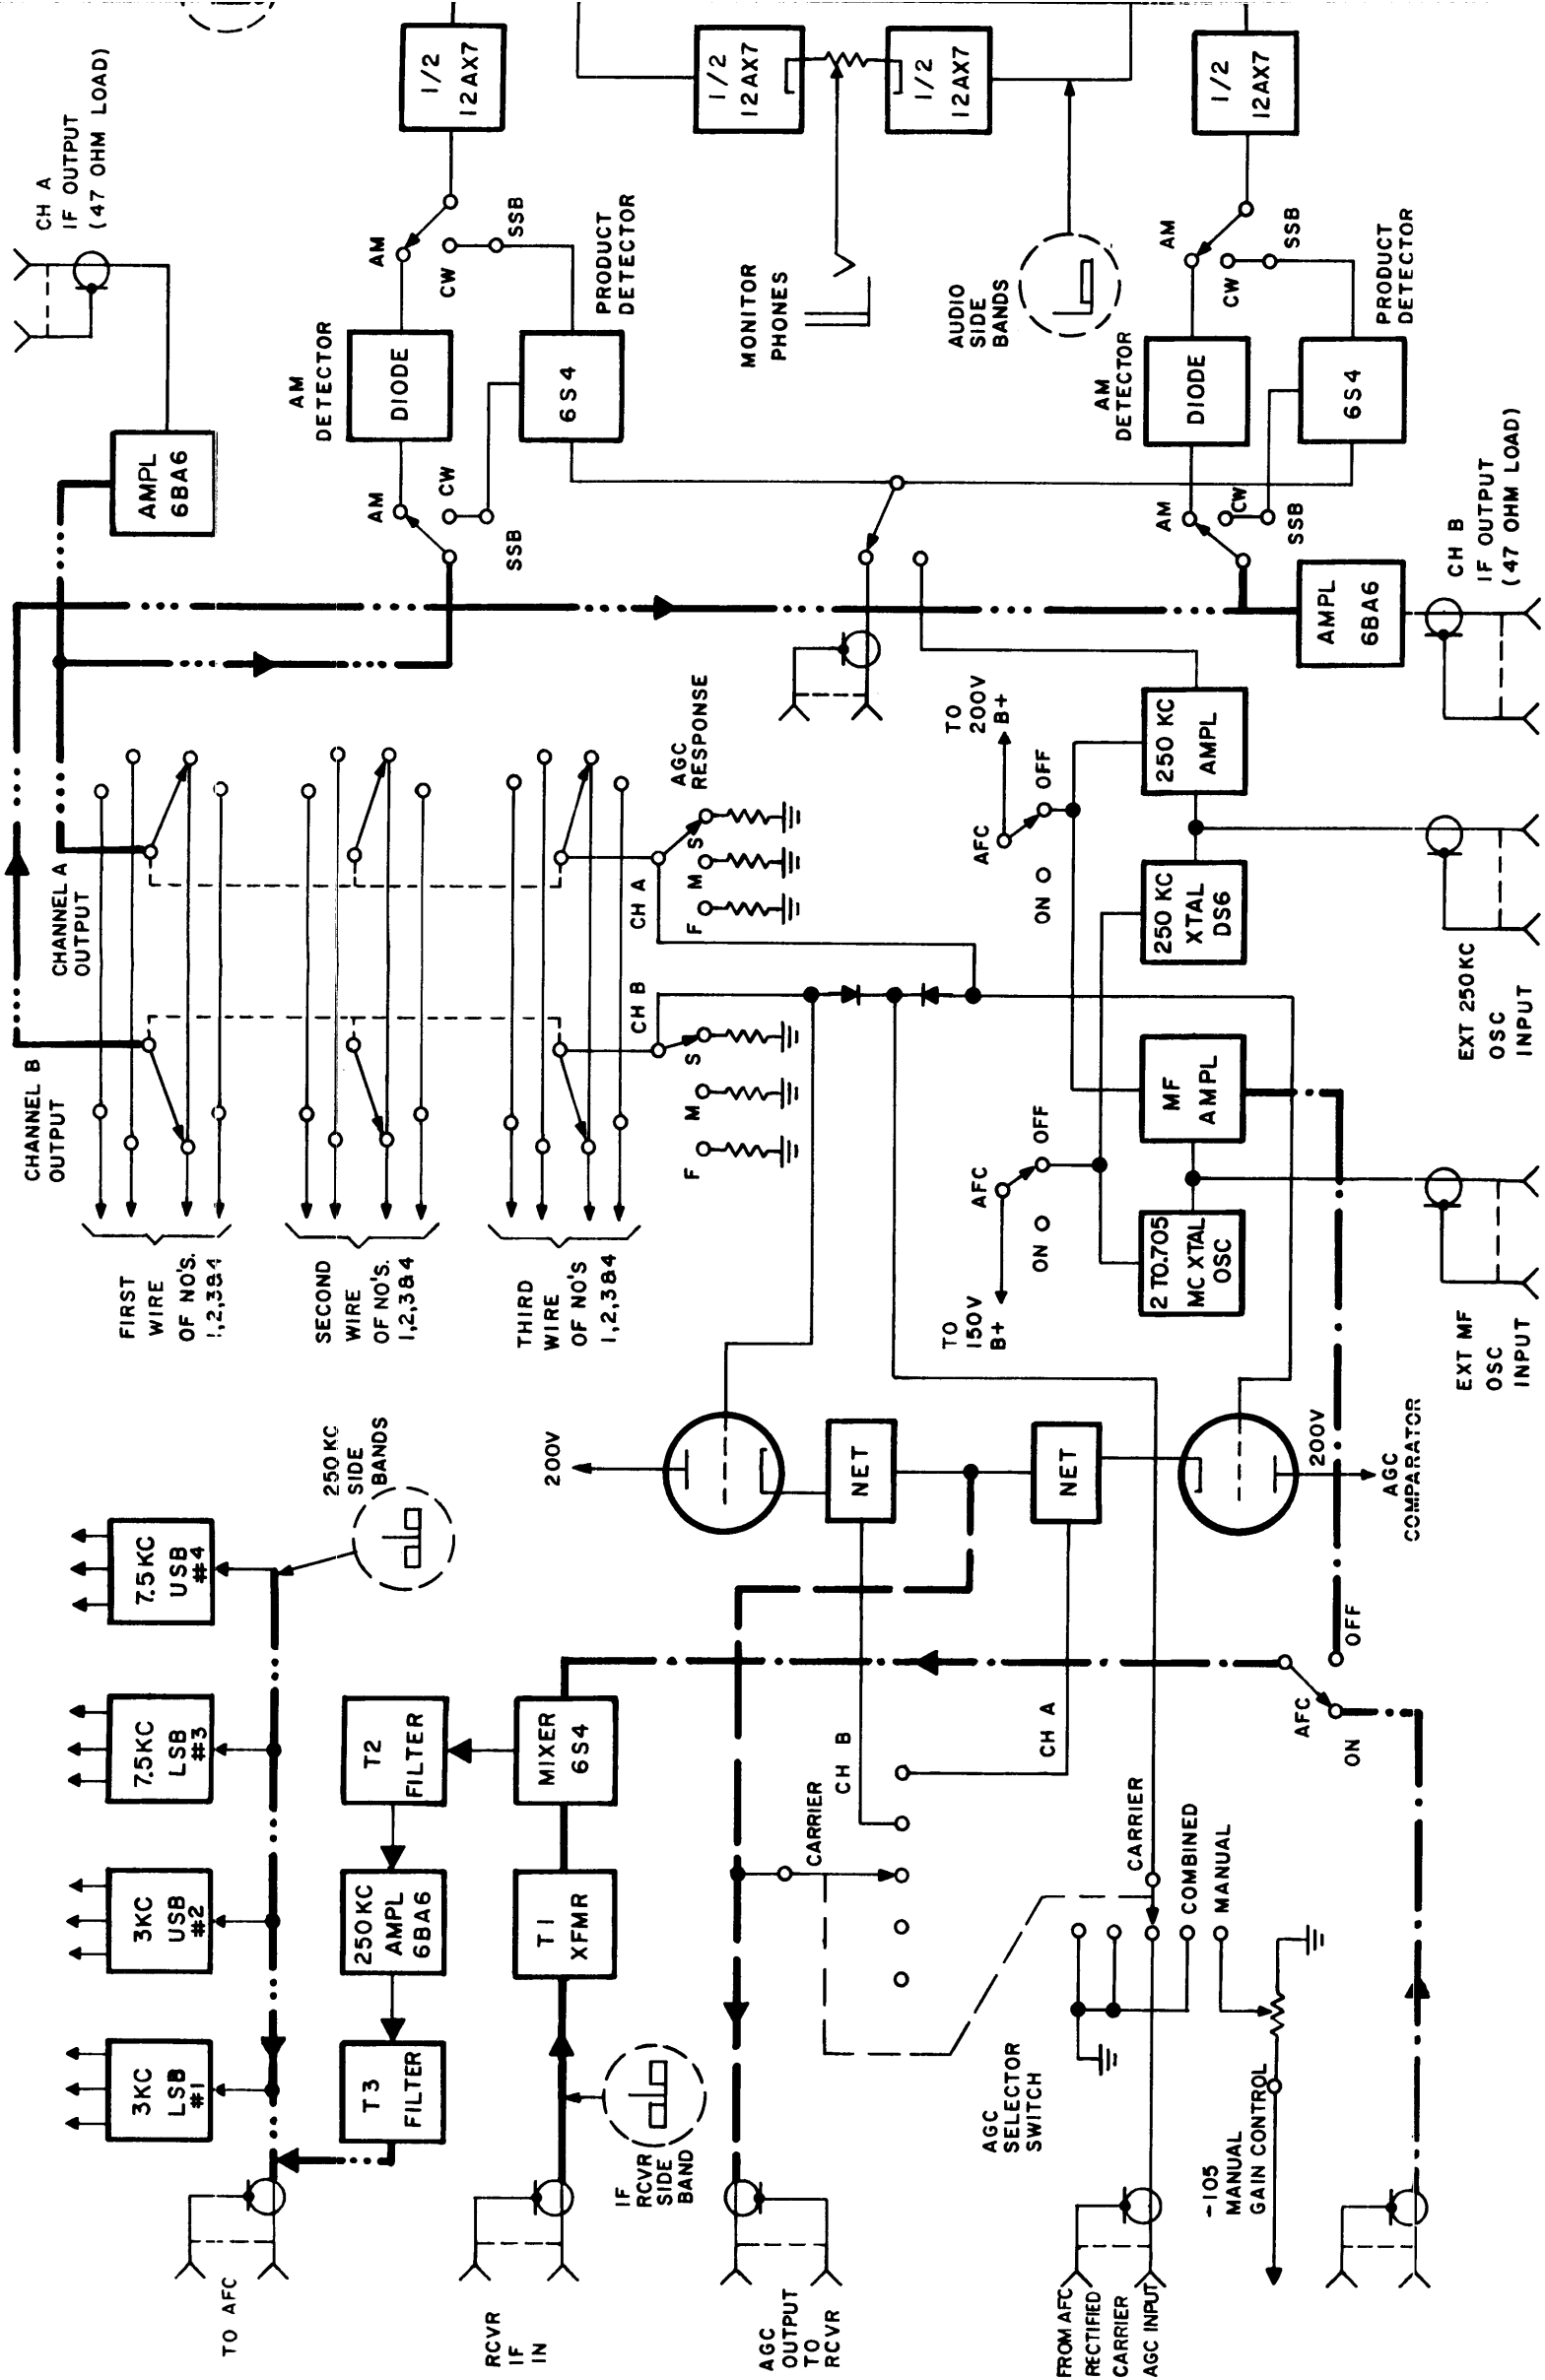 CH A
IF OUTPUT
(47 OHM LOAD)
AMPL
6BA6
1/2
12AX7
AM
CW
SSB
AM
DETECTOR
DIODE
PRODUCT
DETECTOR
6S4
AM
CW
SSB
1/2
12AX7
1/2
12AX7
MONITOR
PHONES
AUDIO
SIDE
BANDS
1/2
12AX7
AM
CW
SSB
AM
DETECTOR
DIODE
PRODUCT
DETECTOR
6S4
AM
CW
SSB
AMPL
6BA6
CH B
IF OUTPUT
(47 OHM LOAD)
CHANNEL A
OUTPUT
CHANNEL B
OUTPUT
FIRST
WIRE
OF NO'S.
1,2,3&4
SECOND
WIRE
OF NO'S.
1,2,3&4
THIRD
WIRE
OF NO'S
1,2,3&4
AGC
RESPONSE
CH A
F
M
S
CH B
F
M
S
TO
200V
B+
AFC
OFF
ON
250 KC
AMPL
250 KC
XTAL
DS6
EXT 250KC
OSC
INPUT
TO
150V
B+
AFC
OFF
ON
MF
AMPL
2 TO.705
MC XTAL
OSC
EXT MF
OSC
INPUT
200V
NET
NET
200V
AGC
COMPARATOR
250KC
SIDE
BANDS
7.5KC
USB
#4
7.5KC
LSB
#3
3KC
USB
#2
3KC
LSB
#1
T2
FILTER
250KC
AMPL
6BA6
T3
FILTER
MIXER
6S4
T1
XFMR
IF
RCVR
SIDE
BAND
TO AFC
RCVR
IF
IN
AGC
OUTPUT
TO
RCVR
CARRIER
CH B
CH A
CARRIER
COMBINED
MANUAL
AGC
SELECTOR
SWITCH
AFC
OFF
ON
FROM AFC
RECTIFIED
CARRIER
AGC INPUT
-105
MANUAL
GAIN CONTROL